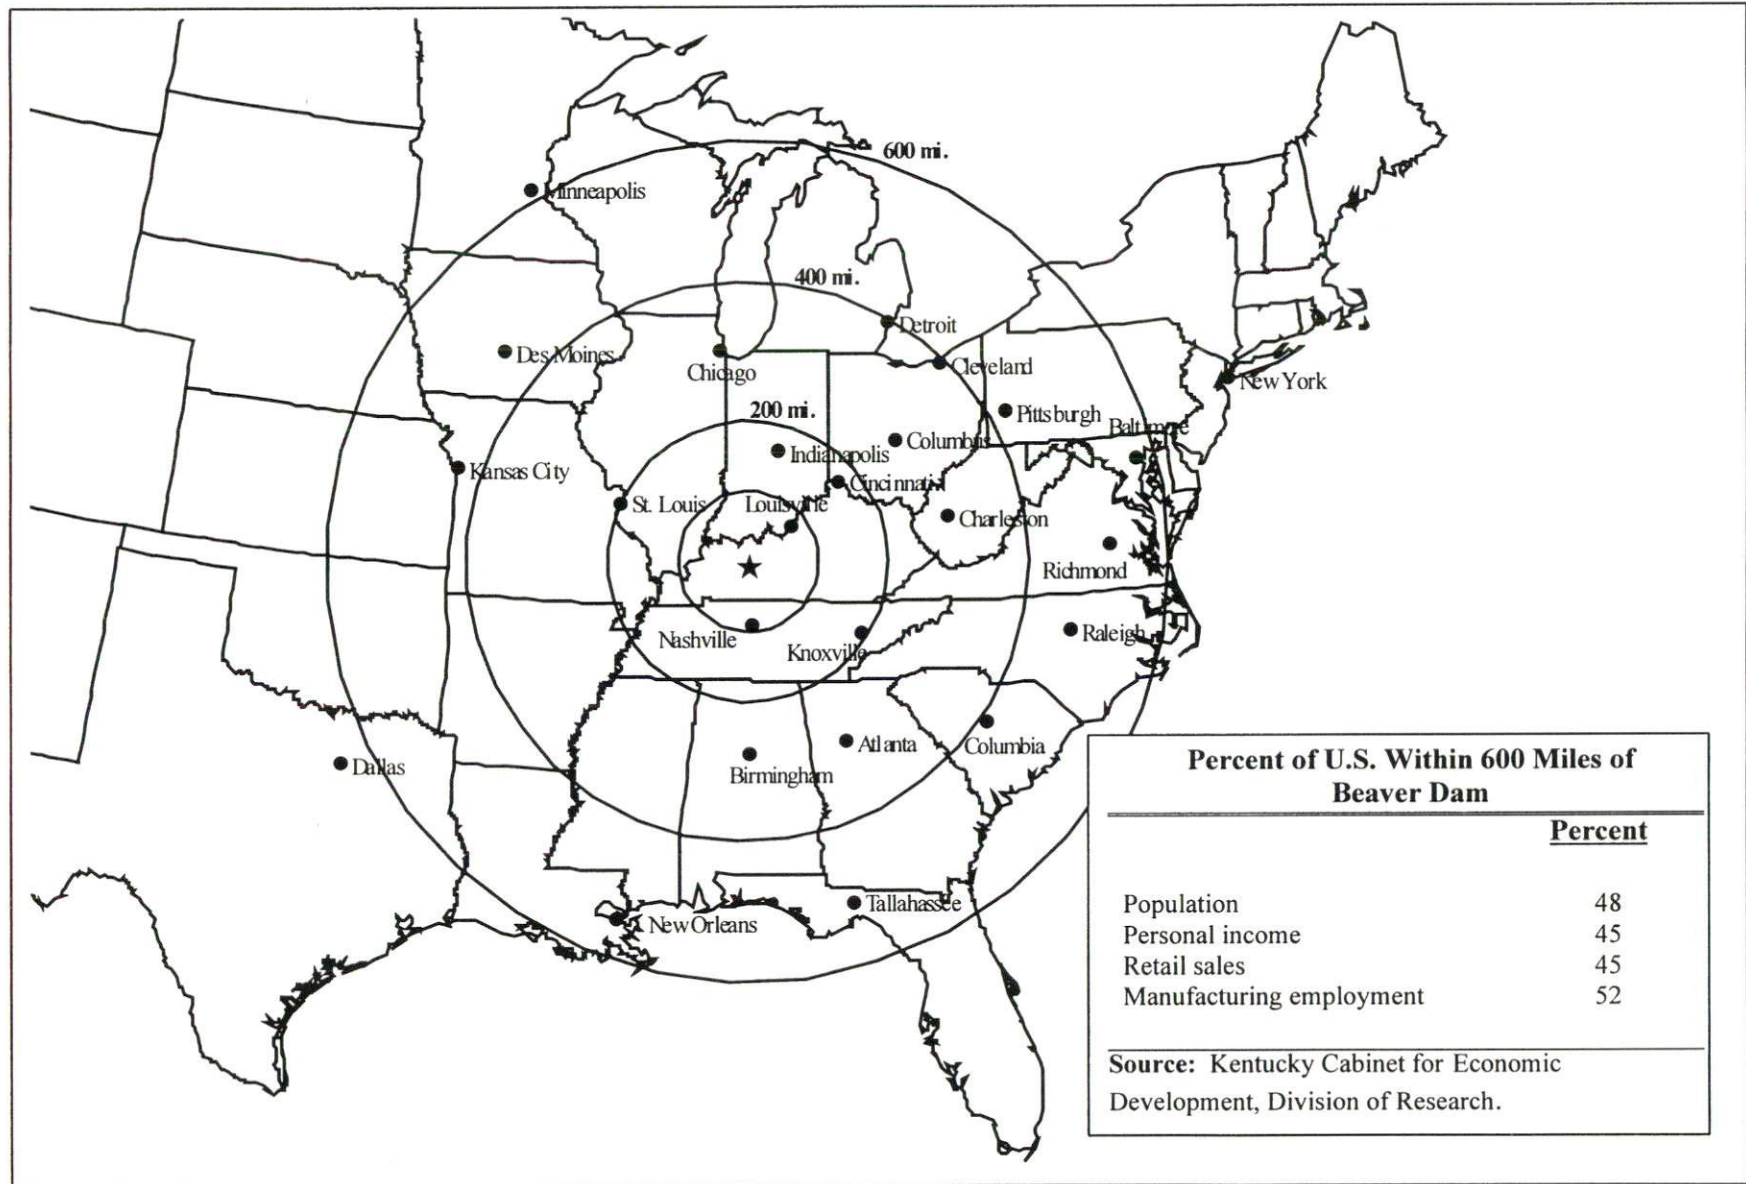 600 mi.
Minneapolis
400 mi.
Detroit
Des Moines
Chicago
Cleveland
New York
200 mi.
Pittsburgh
Baltimore
Columbus
Indianapolis
Kansas City
Cincinnati
St. Louis
Louisville
Charleston
Richmond
Nashville
Knoxville
Raleigh
Atlanta
Columbia
Birmingham
Dallas
Tallahassee
New Orleans
Percent of U.S. Within 600 Miles of
Beaver Dam
Percent
Population 48
Personal income 45
Retail sales 45
Manufacturing employment 52
Source: Kentucky Cabinet for Economic
Development, Division of Research.